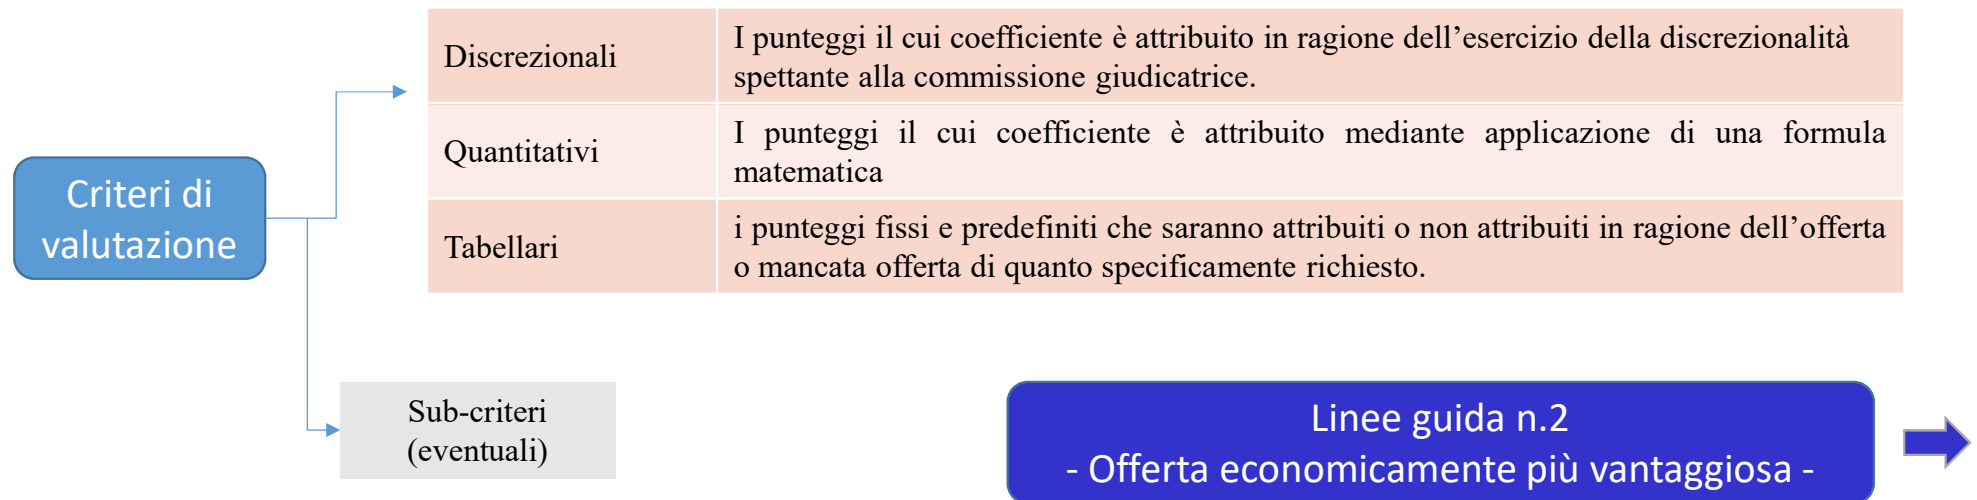 Criteri di
valutazione
Discrezionali
I punteggi il cui coefficiente è attribuito in ragione dell’esercizio della discrezionalità
spettante alla commissione giudicatrice.
Quantitativi
I punteggi il cui coefficiente è attribuito mediante applicazione di una formula
matematica
Tabellari
i punteggi fissi e predefiniti che saranno attribuiti o non attribuiti in ragione dell’offerta
o mancata offerta di quanto specificamente richiesto.
Sub-criteri
(eventuali)
Linee guida n.2
- Offerta economicamente più vantaggiosa -